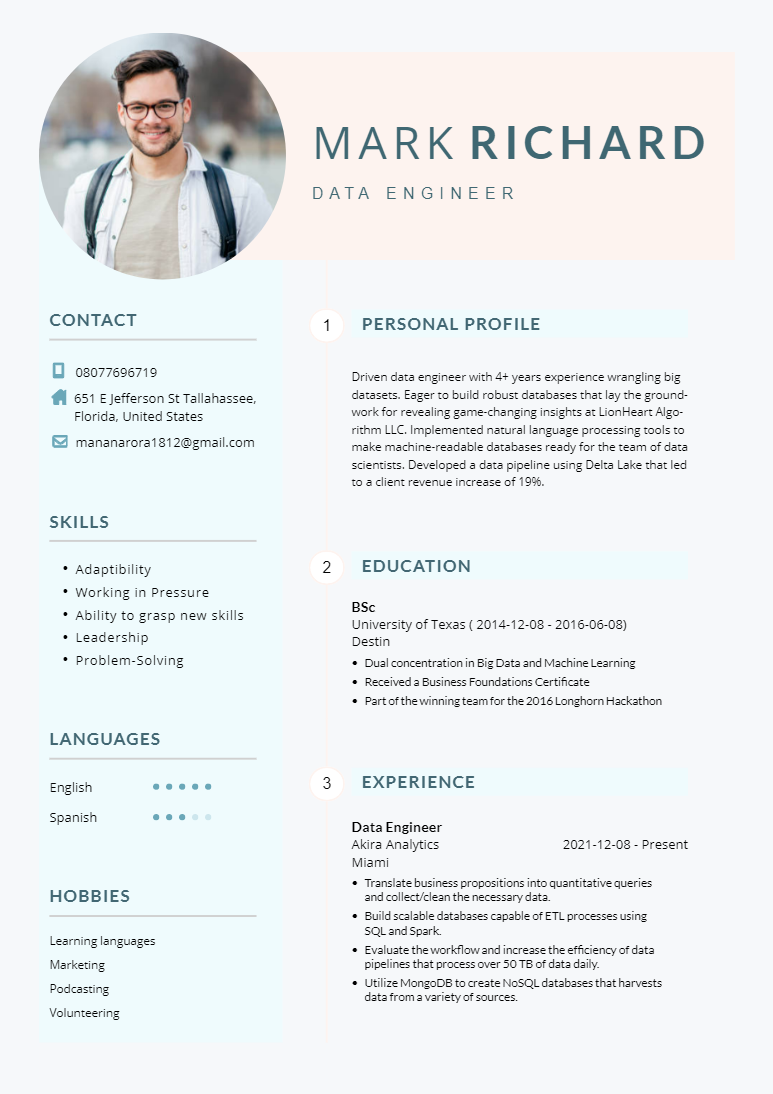 MARK RICHARD
DATA ENGINEER
CONTACT
08077696719
651 E Jefferson St Tallahassee,
Florida, United States
mananarora1812@gmail.com
SKILLS
• Adaptibility
• Working in Pressure
• Ability to grasp new skills
• Leadership
• Problem-Solving
LANGUAGES
English
Spanish
HOBBIES
Learning languages
Marketing
Podcasting
Volunteering
1 PERSONAL PROFILE
Driven data engineer with 4+ years experience wrangling big
datasets. Eager to build robust databases that lay the ground-
work for revealing game-changing insights at LionHeart Algo-
rithm LLC. Implemented natural language processing tools to
make machine-readable databases ready for the team of data
scientists. Developed a data pipeline using Delta Lake that led
to a client revenue increase of 19%.
2 EDUCATION
BSc
University of Texas ( 2014-12-08 - 2016-06-08)
Destin
• Dual concentration in Big Data and Machine Learning
• Received a Business Foundations Certificate
• Part of the winning team for the 2016 Longhorn Hackathon
3 EXPERIENCE
Data Engineer
Akira Analytics 2021-12-08 - Present
Miami
• Translate business propositions into quantitative queries
and collect/clean the necessary data.
• Build scalable databases capable of ETL processes using
SQL and Spark.
• Evaluate the workflow and increase the efficiency of data
pipelines that process over 50 TB of data daily.
• Utilize MongoDB to create NoSQL databases that harvests
data from a variety of sources.